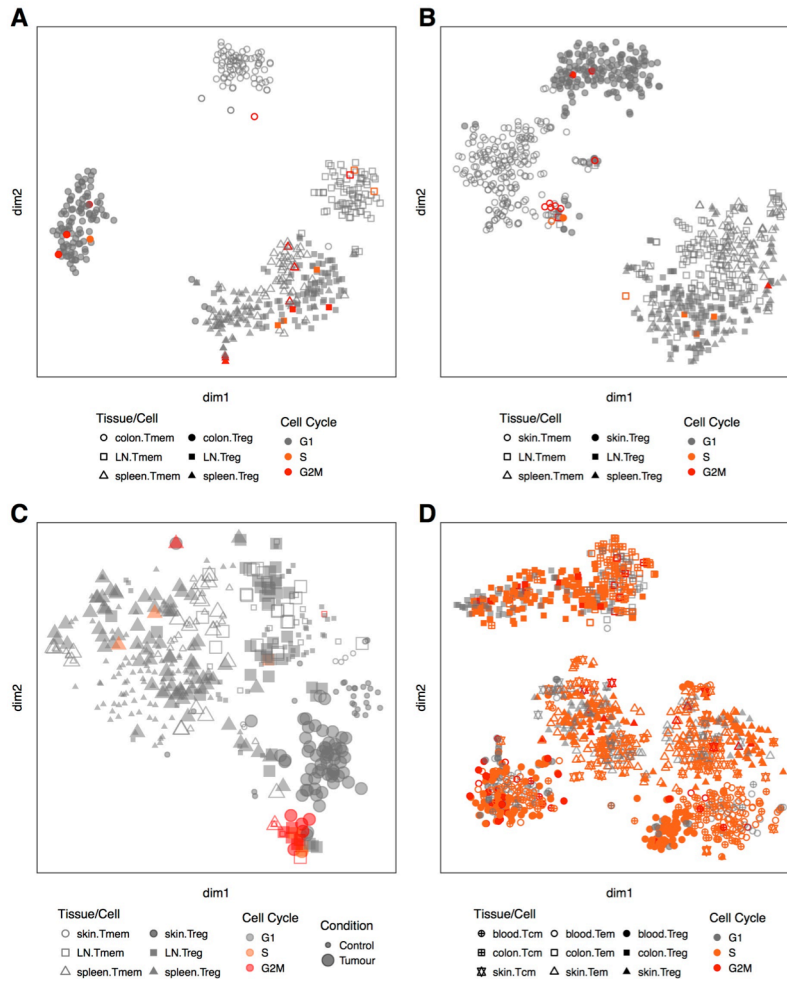 A
B
dim2
dim2
dim1
dim1
Tissue/Cell
Cell Cycle
colon.Tmem
colon.Treg
G1
LN.Tmem
LN.Treg
S
spleen.Tmem
spleen.Treg
G2M
Tissue/Cell
Cell Cycle
skin.Tmem
skin.Treg
G1
LN.Tmem
LN.Treg
S
spleen.Tmem
spleen.Treg
G2M
C
D
dim2
dim2
dim1
dim1
Tissue/Cell
Cell Cycle
Condition
skin.Tmem
skin.Treg
G1
Control
LN.Tmem
LN.Treg
S
Tumour
spleen.Tmem
spleen.Treg
G2M
Tissue/Cell
Cell Cycle
blood.Tcm
blood.Tem
blood.Treg
G1
colon.Tcm
colon.Tem
colon.Treg
S
skin.Tcm
skin.Tem
skin.Treg
G2M